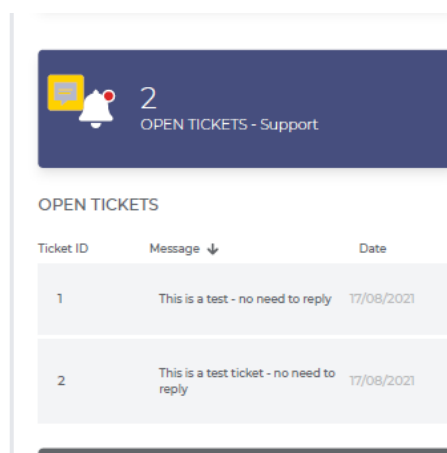 2
OPEN TICKETS - Support
OPEN TICKETS
Ticket ID Message Date
1 This is a test - no need to reply 17/08/2021
2 This is a test ticket - no need to reply 17/08/2021